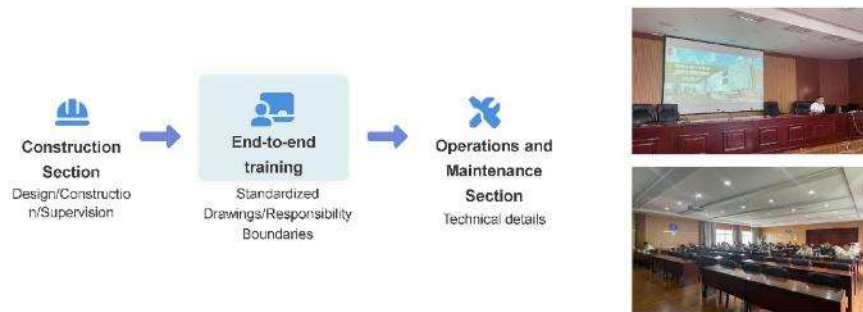 Construction
Section
Design/Constructio
n/Supervision
End-to-end
training
Standardized
Drawings/Responsibility
Boundaries
Operations and
Maintenance
Section
Technical details